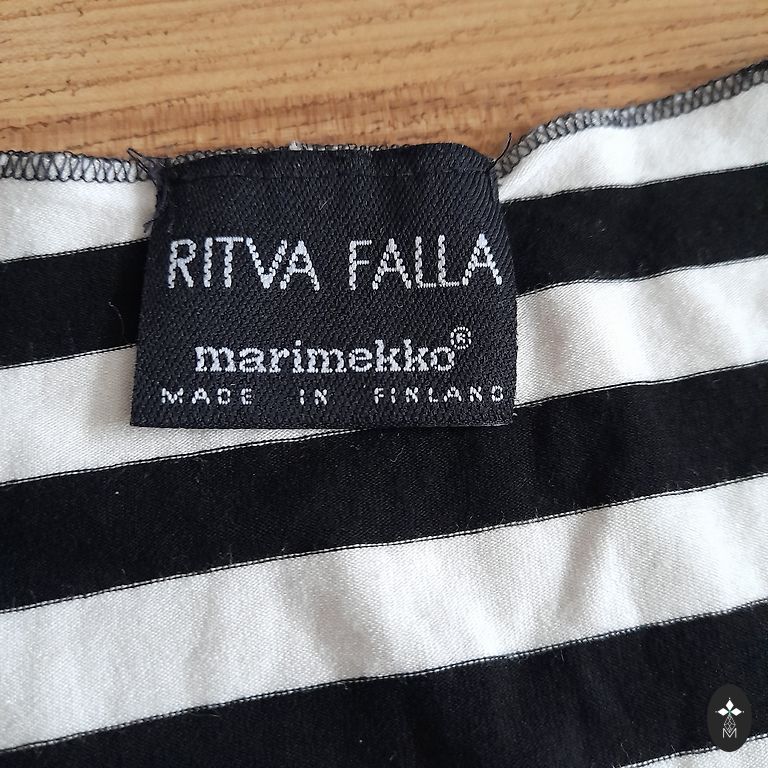 RITVA FALLA
marimekko®
MADE IN FINLAND
M